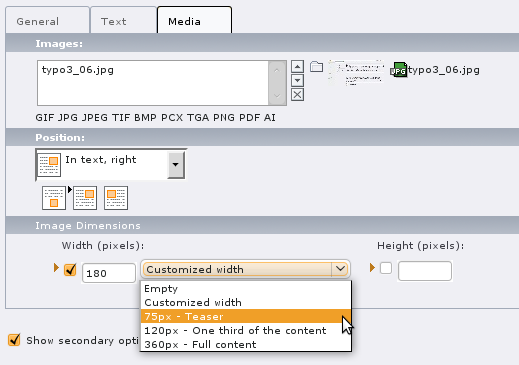 General Text Media
Images:
typo3_06.jpg
JPG typo3_06.jpg
GIF JPG JPEG TIF BMP PCX TGA PNG PDF AI
Position:
In text, right
Image Dimensions
Width (pixels): Height (pixels):
180 Customized width
Empty
Customized width
75px - Teaser
120px - One third of the content
360px - Full content
Show secondary opti